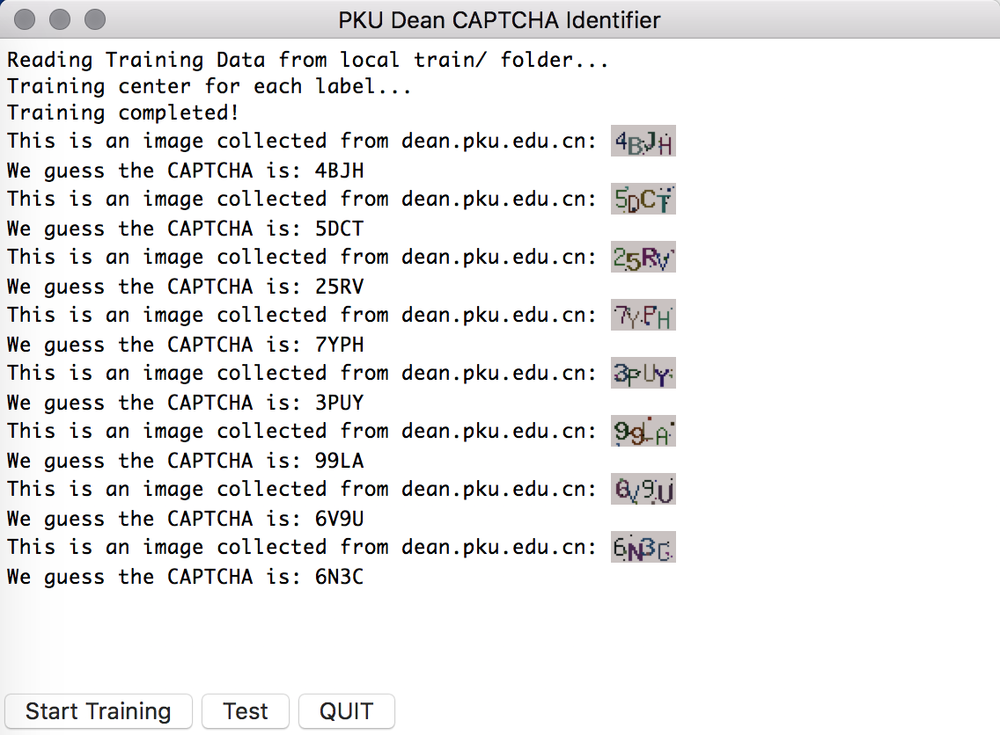 PKU Dean CAPTCHA Identifier
Reading Training Data from local train/ folder...
Training center for each label...
Training completed!
This is an image collected from dean.pku.edu.cn: 4BJH
We guess the CAPTCHA is: 4BJH
This is an image collected from dean.pku.edu.cn: 5DCT
We guess the CAPTCHA is: 5DCT
This is an image collected from dean.pku.edu.cn: 25RV
We guess the CAPTCHA is: 25RV
This is an image collected from dean.pku.edu.cn: 7YPH
We guess the CAPTCHA is: 7YPH
This is an image collected from dean.pku.edu.cn: 3PUY
We guess the CAPTCHA is: 3PUY
This is an image collected from dean.pku.edu.cn: 99LA
We guess the CAPTCHA is: 99LA
This is an image collected from dean.pku.edu.cn: 6V9U
We guess the CAPTCHA is: 6V9U
This is an image collected from dean.pku.edu.cn: 6N3C
We guess the CAPTCHA is: 6N3C
Start Training Test QUIT